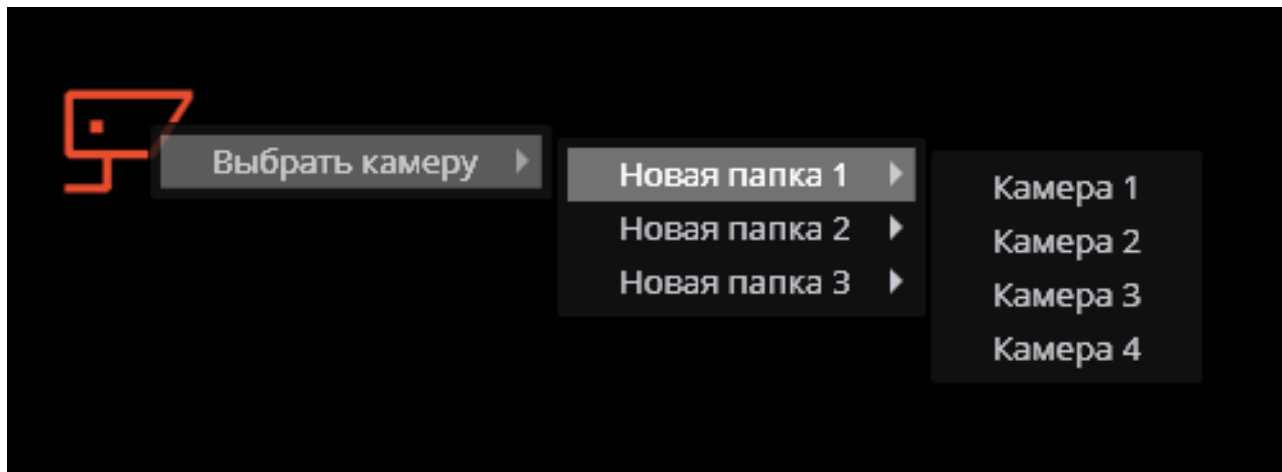 Выбрать камеру
Новая папка 1
Новая папка 2
Новая папка 3
Камера 1
Камера 2
Камера 3
Камера 4